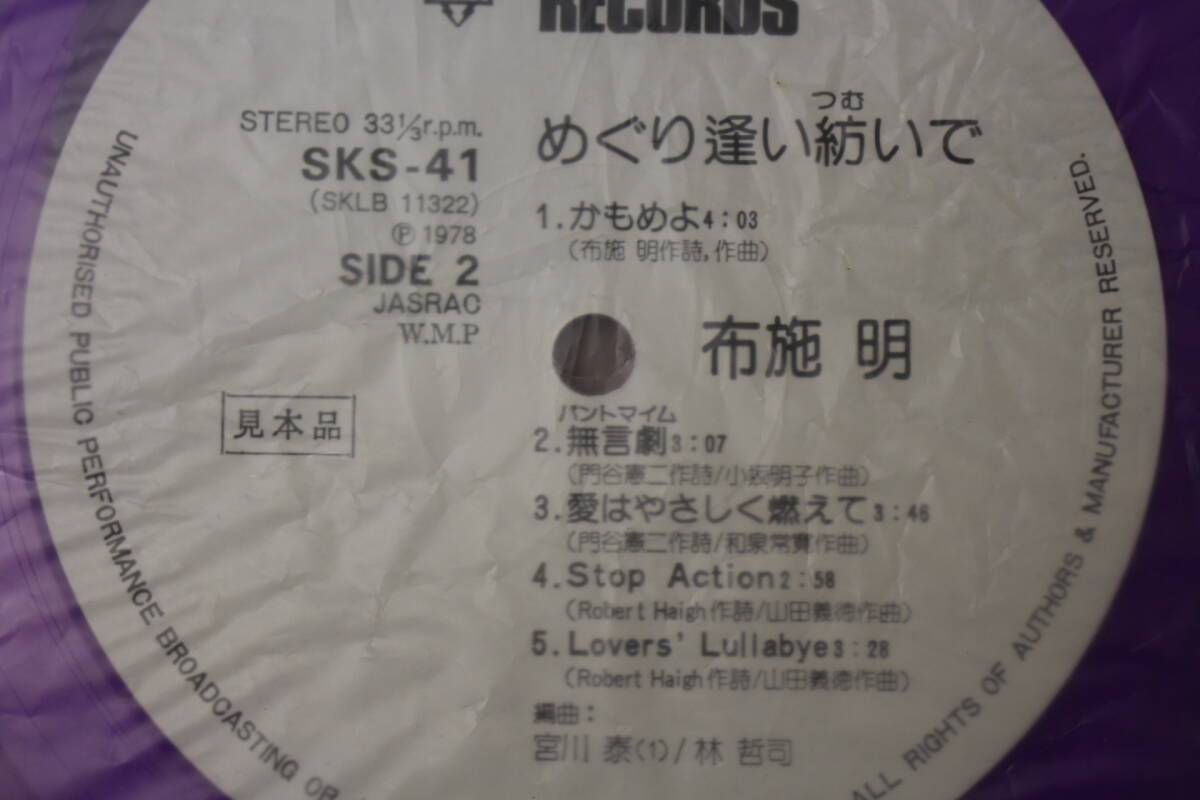 RECORDS
STEREO 33⅓r.p.m.
SKS-41
(SKLB 11322)
Ⓟ 1978
SIDE 2
JASRAC
W.M.P
見本品
つむ
めぐり逢い紡いで
1.かもめよ4:03
(布施 明作詩,作曲)
布施 明
パントマイム
2.無言劇3:07
(門谷憲二作詩/小坂明子作曲)
3.愛はやさしく燃えて3:46
(門谷憲二作詩/和泉常寛作曲)
4.Stop Action2:58
(Robert Haigh作詩/山田義徳作曲)
5.Lovers' Lullabye3:28
(Robert Haigh作詩/山田義徳作曲)
編曲:
宮川 泰(1)/林 哲司
UNAUTHORISED PUBLIC PERFORMANCE BROADCASTING OR
ALL RIGHTS OF AUTHORS & MANUFACTURER RESERVED.